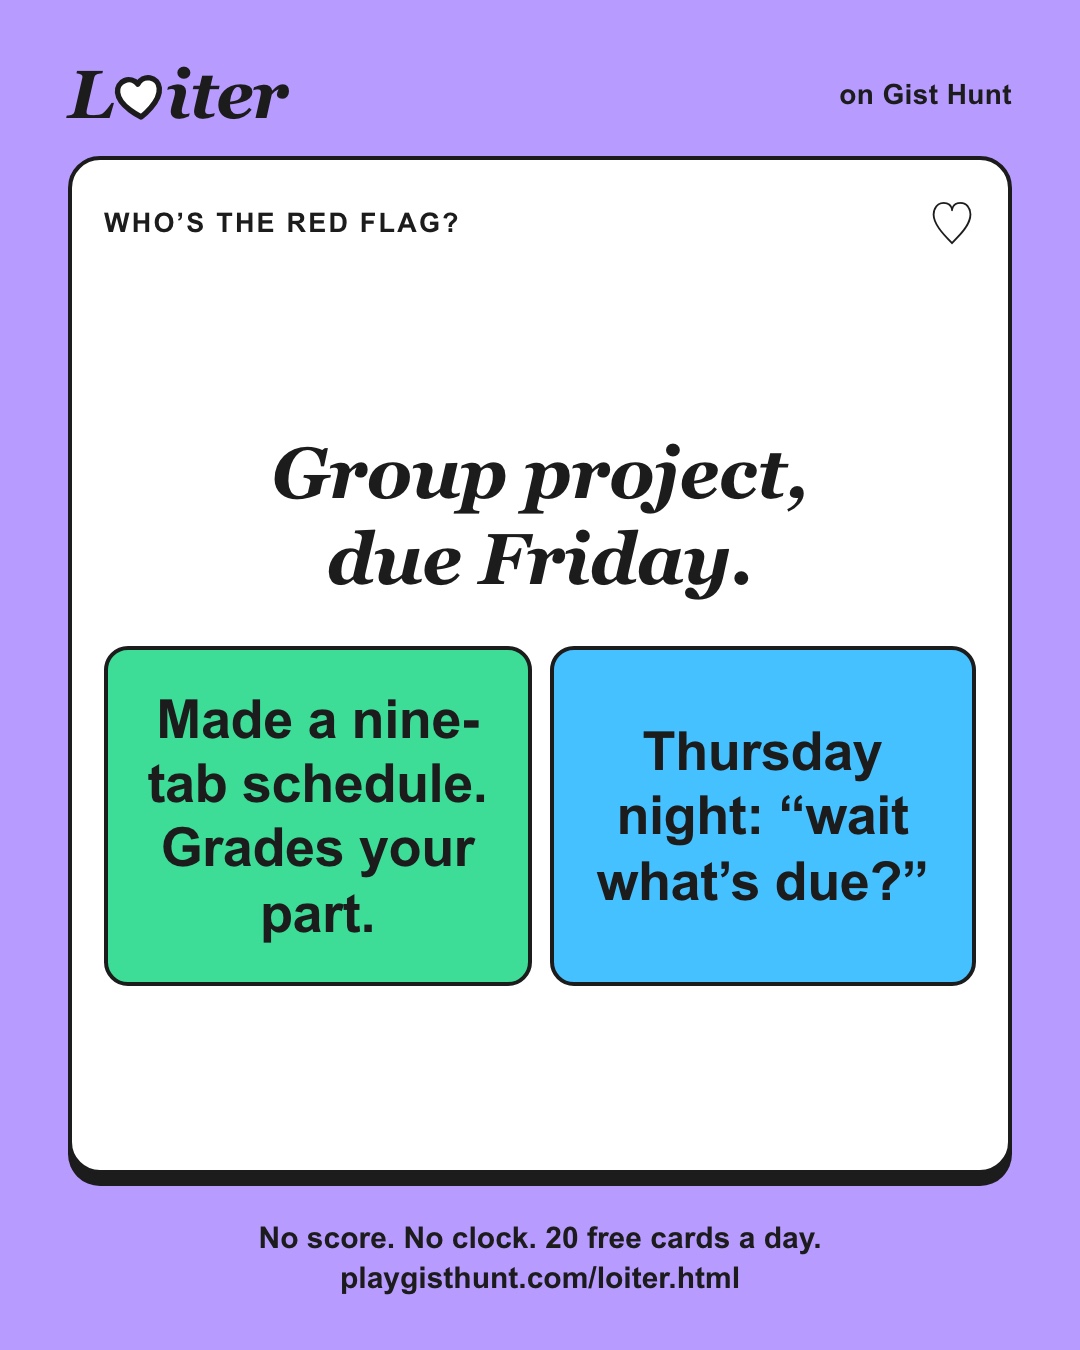 Loiter
on Gist Hunt
WHO’S THE RED FLAG?
Group project,
due Friday.
Made a nine-
tab schedule.
Grades your
part.
Thursday
night: “wait
what’s due?”
No score. No clock. 20 free cards a day.
playgisthunt.com/loiter.html